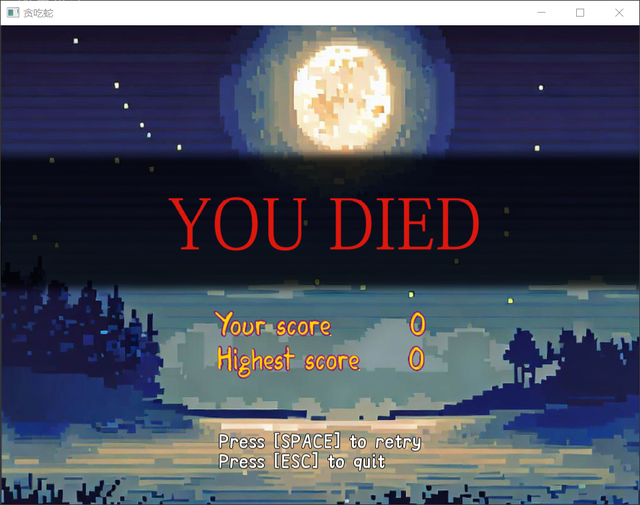 贪吃蛇
YOU DIED
Your score 0
Highest score 0
Press [SPACE] to retry
Press [ESC] to quit